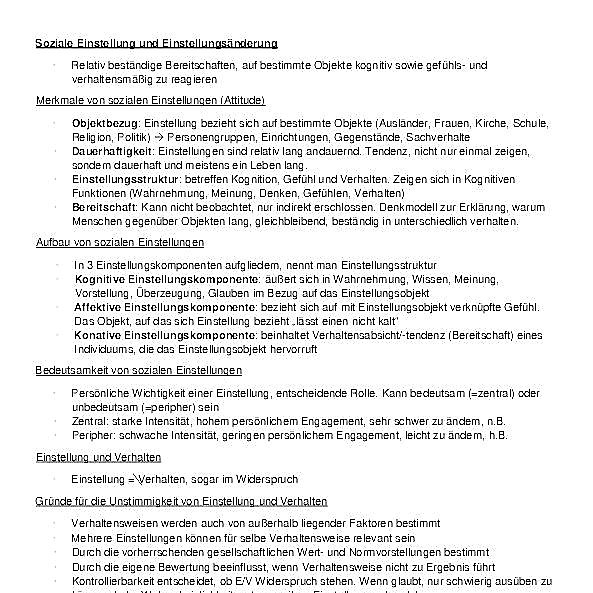 Soziale Einstellung und Einstellungsänderung
· Relativ beständige Bereitschaften, auf bestimmte Objekte kognitiv sowie gefühls- und
verhaltensmäßig zu reagieren
Merkmale von sozialen Einstellungen (Attitude)
· Objektbezug: Einstellung bezieht sich auf bestimmte Objekte (Ausländer, Frauen, Kirche, Schule,
Religion, Politik) → Personengruppen, Einrichtungen, Gegenstände, Sachverhalte
· Dauerhaftigkeit: Einstellungen sind relativ lang andauernd. Tendenz, nicht nur einmal zeigen,
sondern dauerhaft und meistens ein Leben lang.
· Einstellungsstruktur: betreffen Kognition, Gefühl und Verhalten. Zeigen sich in Kognitiven
Funktionen (Wahrnehmung, Meinung, Denken, Gefühlen, Verhalten)
· Bereitschaft: Kann nicht beobachtet, nur indirekt erschlossen. Denkmodell zur Erklärung, warum
Menschen gegenüber Objekten lang, gleichbleibend, beständig in unterschiedlich verhalten.
Aufbau von sozialen Einstellungen
· In 3 Einstellungskomponenten aufgliedern, nennt man Einstellungsstruktur
· Kognitive Einstellungskomponente: äußert sich in Wahrnehmung, Wissen, Meinung,
Vorstellung, Überzeugung, Glauben im Bezug auf das Einstellungsobjekt
· Affektive Einstellungskomponente: bezieht sich auf mit Einstellungsobjekt verknüpfte Gefühl.
Das Objekt, auf das sich Einstellung bezieht „lässt einen nicht kalt“
· Konative Einstellungskomponente: beinhaltet Verhaltensabsicht/-tendenz (Bereitschaft) eines
Individuums, die das Einstellungsobjekt hervorruft
Bedeutsamkeit von sozialen Einstellungen
· Persönliche Wichtigkeit einer Einstellung, entscheidende Rolle. Kann bedeutsam (=zentral) oder
unbedeutsam (=peripher) sein
· Zentral: starke Intensität, hohem persönlichem Engagement, sehr schwer zu ändern, n.B.
· Peripher: schwache Intensität, geringen persönlichem Engagement, leicht zu ändern, h.B.
Einstellung und Verhalten
· Einstellung =\Verhalten, sogar im Widerspruch
Gründe für die Unstimmigkeit von Einstellung und Verhalten
· Verhaltensweisen werden auch von außerhalb liegender Faktoren bestimmt
· Mehrere Einstellungen können für selbe Verhaltensweise relevant sein
· Durch die vorherrschenden gesellschaftlichen Wert- und Normvorstellungen bestimmt
· Durch die eigene Bewertung beeinflusst, wenn Verhaltensweise nicht zu Ergebnis führt
· Kontrollierbarkeit entscheidet, ob E/V Widerspruch stehen. Wenn glaubt, nur schwierig ausüben zu